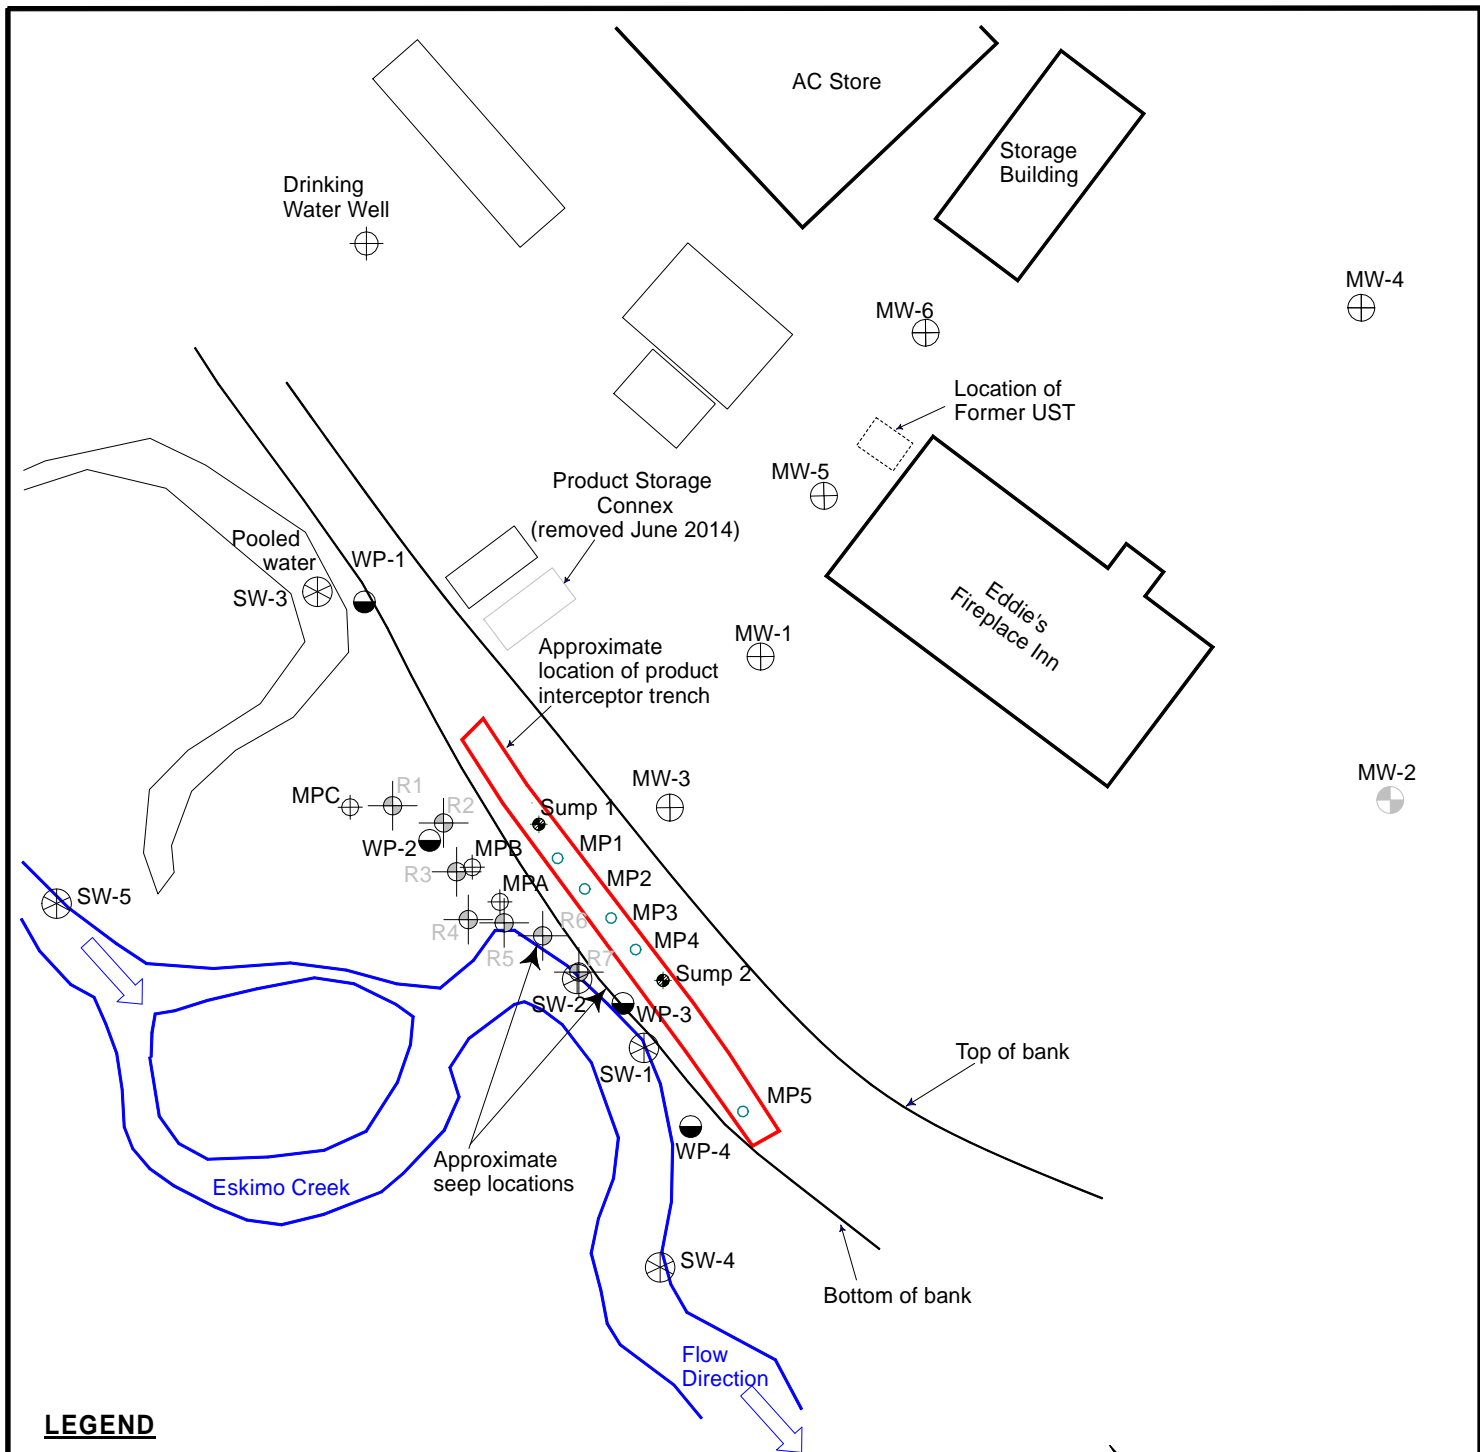 AC Store
Storage
Building
Drinking
Water Well
MW-4
MW-6
Location of
Former UST
MW-5
Product Storage
Connex
(removed June 2014)
Pooled
water
WP-1
SW-3
Eddie's
Fireplace Inn
MW-1
Approximate
location of product
interceptor trench
MW-3
MW-2
MPC
R1
R2
Sump 1
WP-2
MPB
MP1
R3
MPA
MP2
SW-5
MP3
R4
R6
R5
MP4
R7
Sump 2
SW-2
WP-3
SW-1
Top of bank
MP5
WP-4
Approximate
seep locations
Eskimo Creek
SW-4
Bottom of bank
Flow
Direction
LEGEND